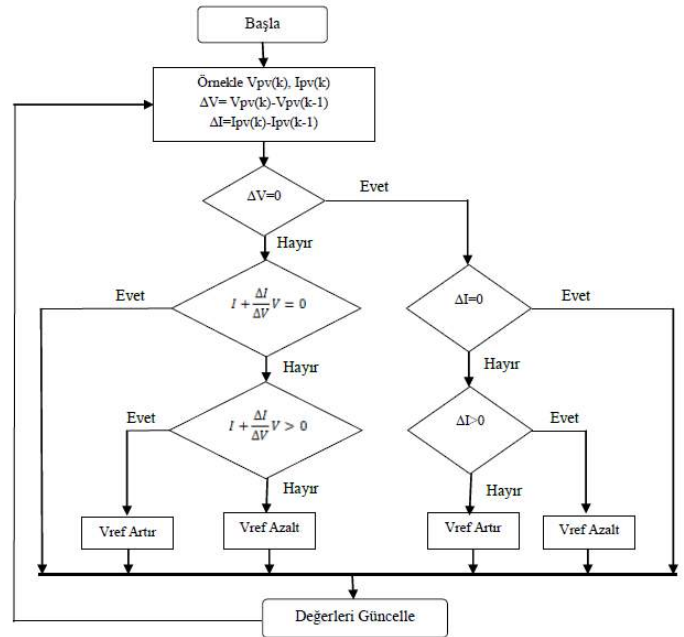 Başla
Örnekle Vpv(k), Ipv(k)
ΔV= Vpv(k)-Vpv(k-1)
ΔI=Ipv(k)-Ipv(k-1)
ΔV=0
Evet
Hayır
Evet
I + ΔI/ΔV V = 0
ΔI=0
Evet
Hayır
Hayır
Evet
I + ΔI/ΔV V > 0
ΔI>0
Evet
Hayır
Hayır
Vref Artır
Vref Azalt
Vref Artır
Vref Azalt
Değerleri Güncelle